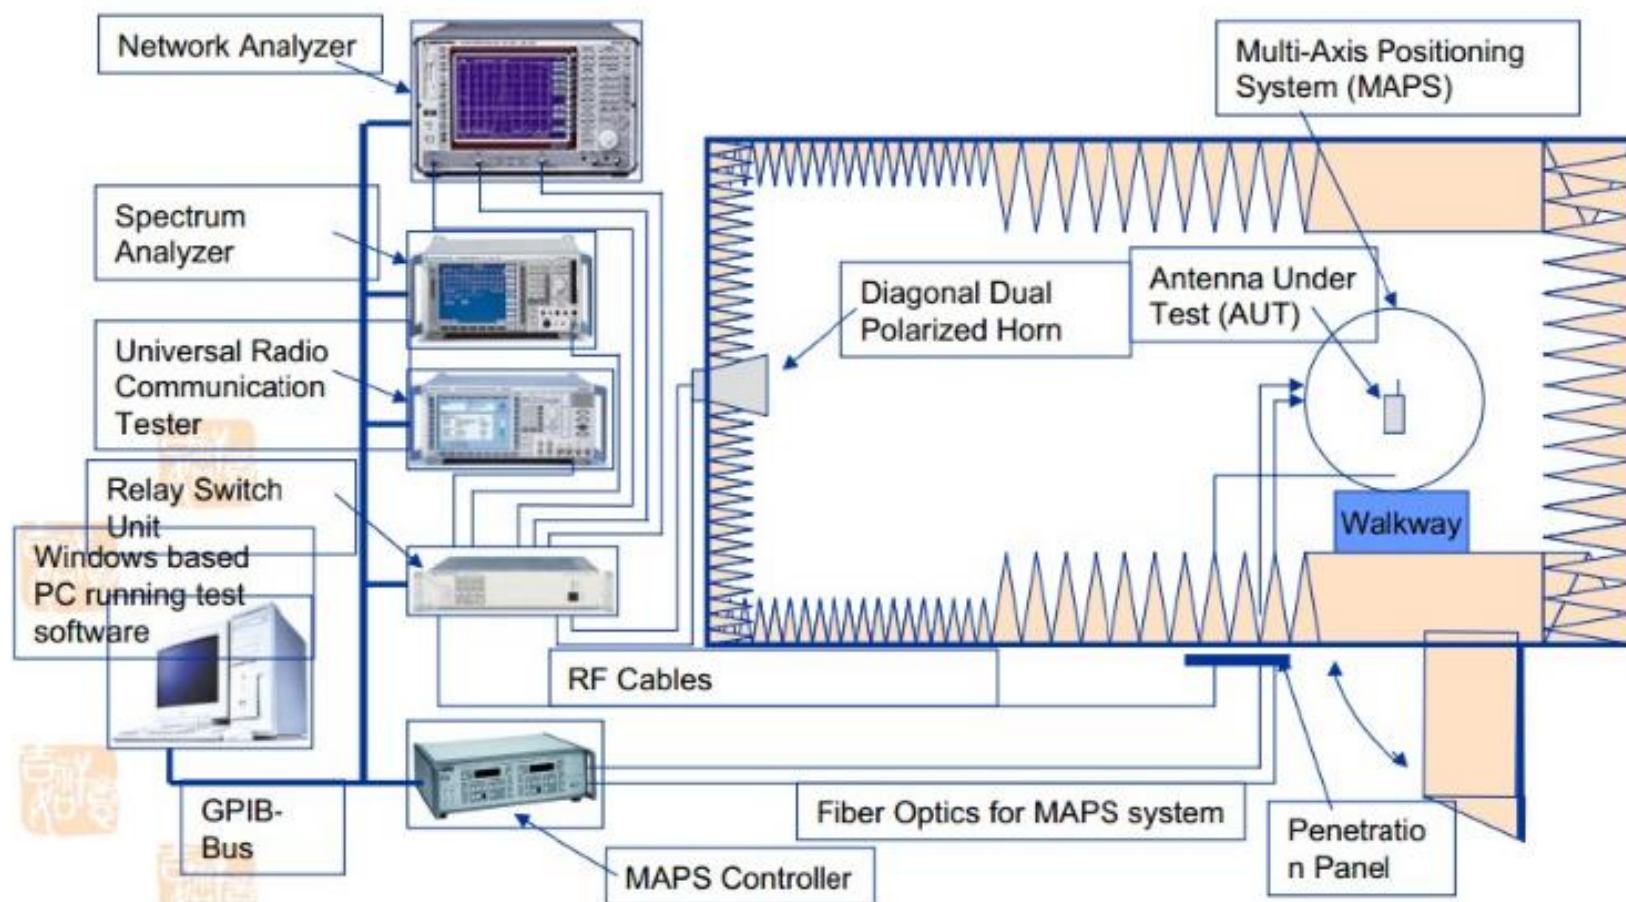 Network Analyzer
Multi-Axis Positioning
System (MAPS)
Spectrum
Analyzer
Diagonal Dual
Polarized Horn
Antenna Under
Test (AUT)
Universal Radio
Communication
Tester
Relay Switch
Unit
Walkway
Windows based
PC running test
software
RF Cables
GPIB-
Bus
Fiber Optics for MAPS system
Penetratio
n Panel
MAPS Controller